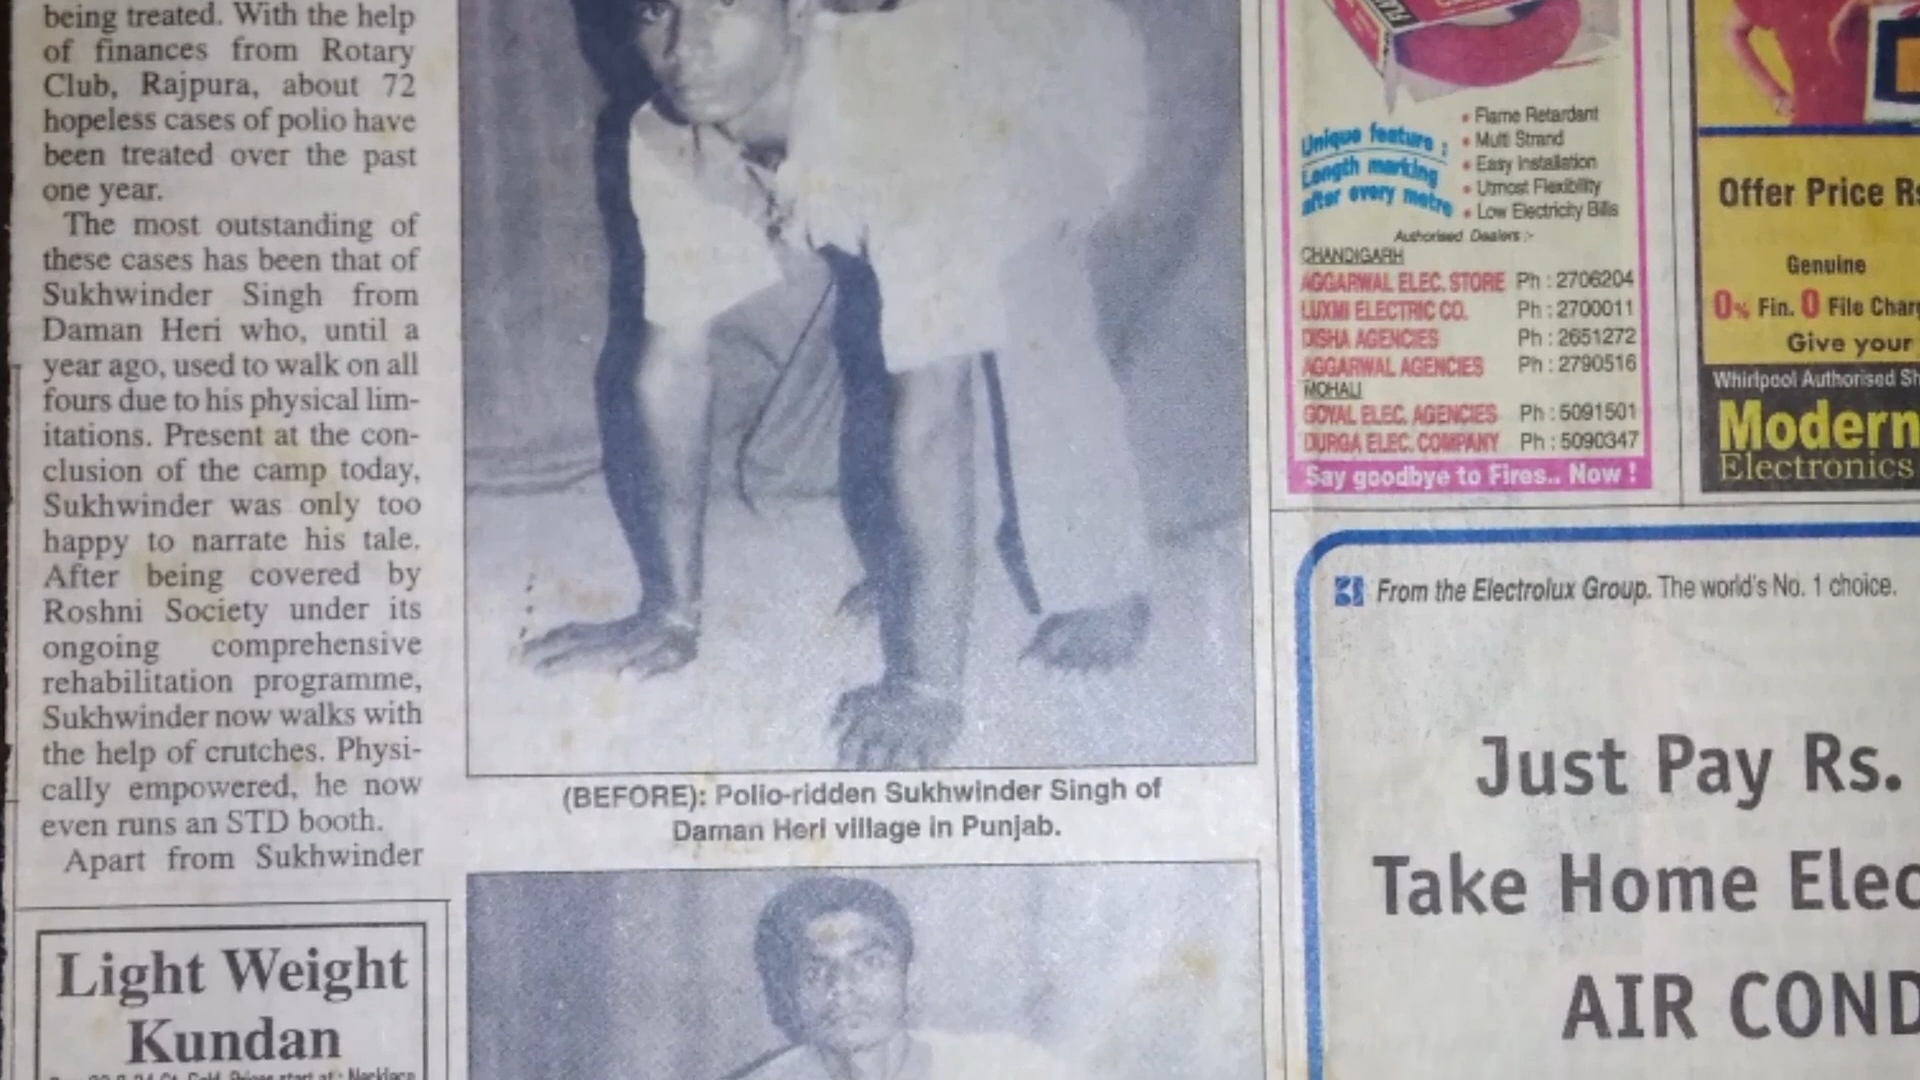 being treated. With the help
of finances from Rotary
Club, Rajpura, about 72
hopeless cases of polio have
been treated over the past
one year.
The most outstanding of
these cases has been that of
Sukhwinder Singh from
Daman Heri who, until a
year ago, used to walk on all
fours due to his physical lim-
itations. Present at the con-
clusion of the camp today,
Sukhwinder was only too
happy to narrate his tale.
After being covered by
Roshni Society under its
ongoing comprehensive
rehabilitation programme,
Sukhwinder now walks with
the help of crutches. Physi-
cally empowered, he now
even runs an STD booth.
Apart from Sukhwinder
Light Weight
Kundan
(BEFORE): Polio-ridden Sukhwinder Singh of
Daman Heri village in Punjab.
Unique feature :
Length marking
after every metre
• Flame Retardant
• Multi Strand
• Easy Installation
• Utmost Flexibility
• Low Electricity Bills
Authorised Dealers :-
CHANDIGARH
AGGARWAL ELEC. STORE Ph : 2706204
LUXMI ELECTRIC CO. Ph : 2700011
DISHA AGENCIES Ph : 2651272
AGGARWAL AGENCIES Ph : 2790516
MOHALI
GOYAL ELEC. AGENCIES Ph : 5091501
DURGA ELEC. COMPANY Ph : 5090347
Say goodbye to Fires.. Now !
Offer Price Rs
Genuine
0% Fin. 0 File Charg
Give your
Whirlpool Authorised Sh
Modern
Electronics
From the Electrolux Group. The world's No. 1 choice.
Just Pay Rs.
Take Home Elec
AIR COND